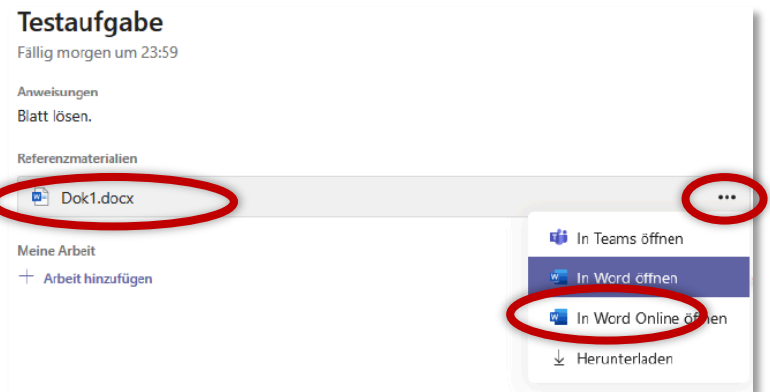 Testaufgabe
Fällig morgen um 23:59
Anweisungen
Blatt lösen.
Referenzmaterialien
Dok1.docx
In Teams öffnen
In Word öffnen
In Word Online öffnen
Herunterladen
Meine Arbeit
+ Arbeit hinzufügen